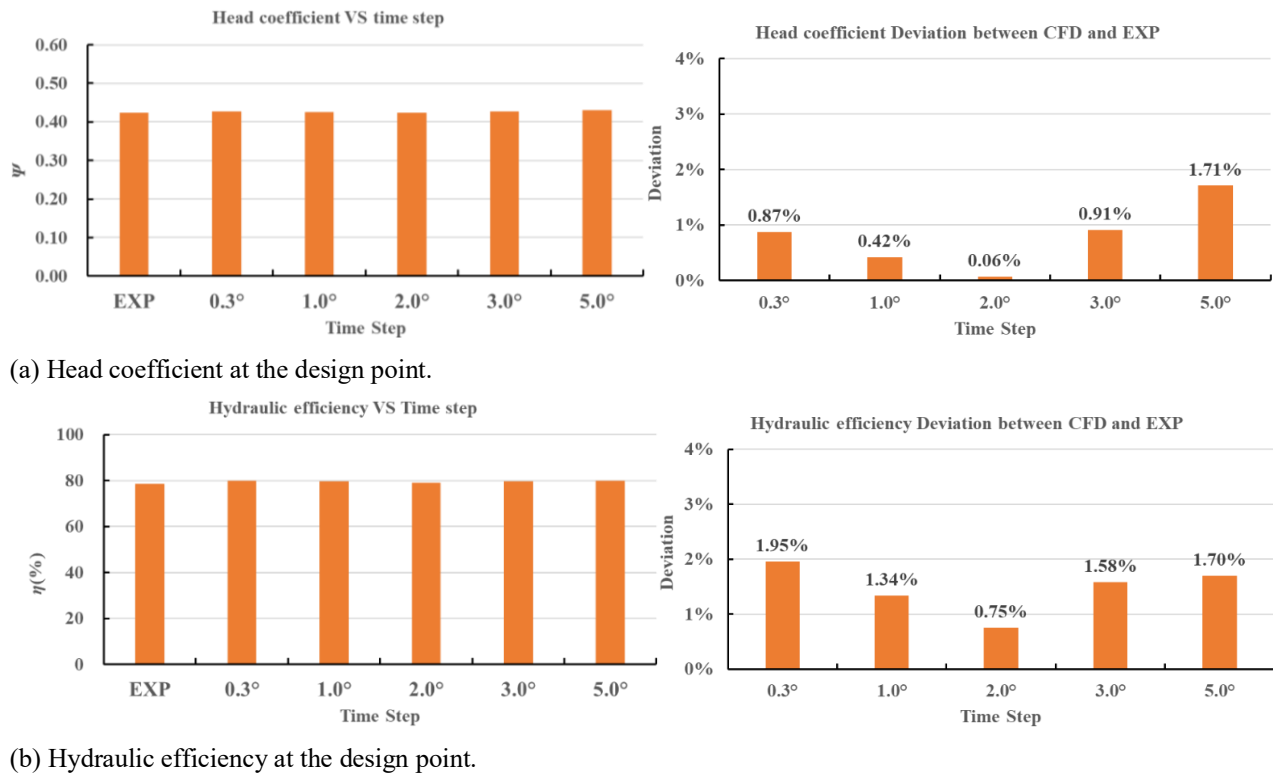 Head coefficient VS time step
0.60
0.50
0.40
0.30
0.20
0.10
0.00
Ψ
EXP 0.3° 1.0° 2.0° 3.0° 5.0°
Time Step
Head coefficient Deviation between CFD and EXP
4%
3%
2%
1%
0%
Deviation
0.87%
0.42%
0.06%
0.91%
1.71%
0.3° 1.0° 2.0° 3.0° 5.0°
Time Step
(a) Head coefficient at the design point.
Hydraulic efficiency VS Time step
100
80
60
40
20
0
η(%)
EXP 0.3° 1.0° 2.0° 3.0° 5.0°
Time Step
Hydraulic efficiency Deviation between CFD and EXP
4%
3%
2%
1%
0%
Deviation
1.95%
1.34%
0.75%
1.58%
1.70%
0.3° 1.0° 2.0° 3.0° 5.0°
Time Step
(b) Hydraulic efficiency at the design point.